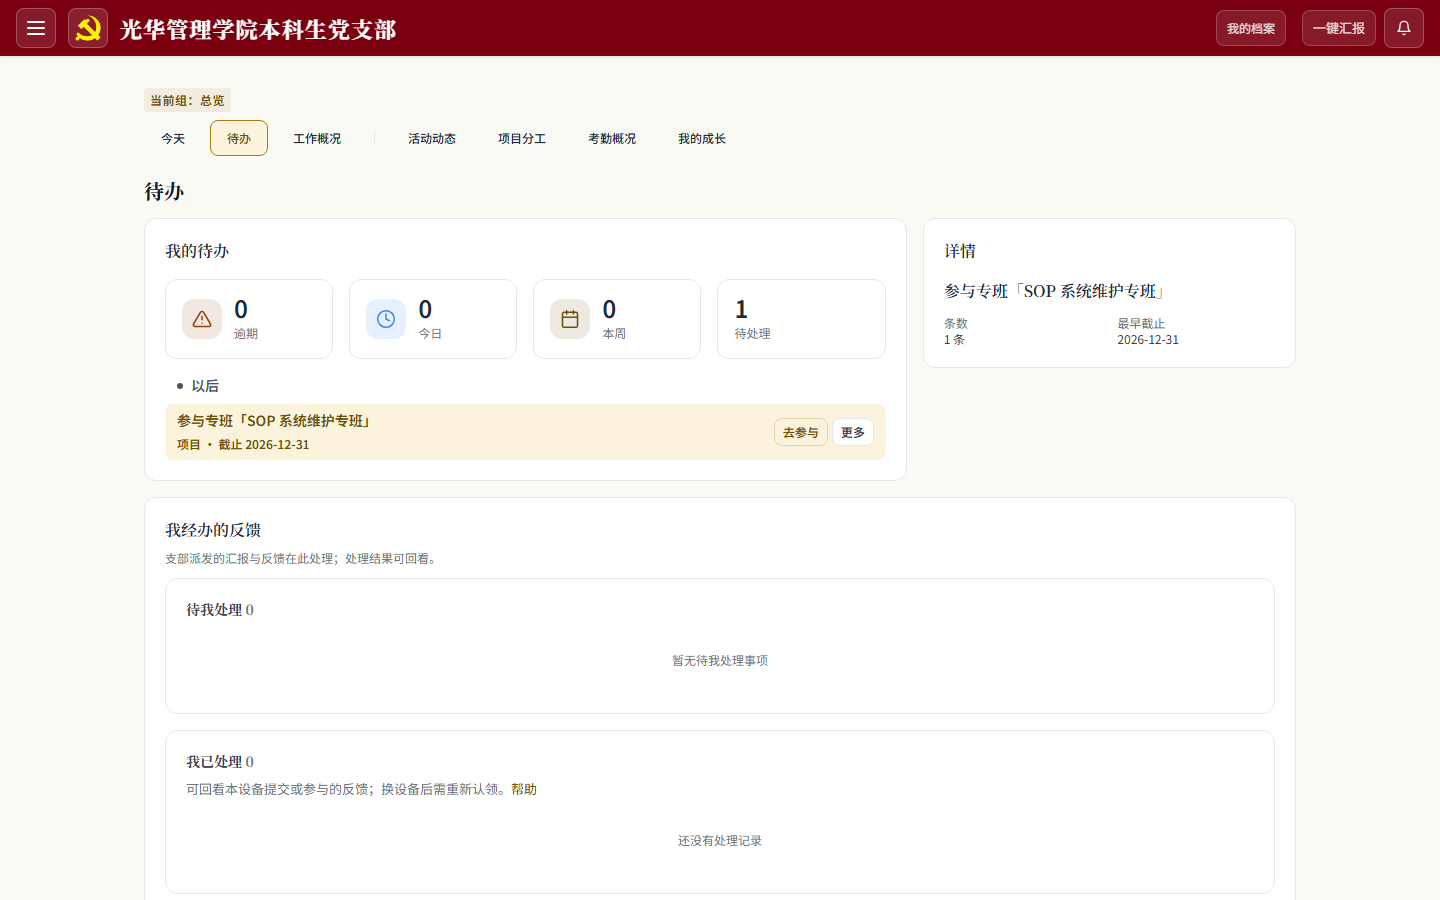 光华管理学院本科生党支部
我的档案
一键汇报
当前组：总览
今天
待办
工作概况
活动动态
项目分工
考勤概况
我的成长
待办
我的待办
0
逾期
0
今日
0
本周
1
待处理
以后
参与专班「SOP 系统维护专班」
项目 · 截止 2026-12-31
去参与
更多
详情
参与专班「SOP 系统维护专班」
条数
1 条
最早截止
2026-12-31
我经办的反馈
支部派发的汇报与反馈在此处理；处理结果可回看。
待我处理 0
暂无待我处理事项
我已处理 0
可回看本设备提交或参与的反馈；换设备后需重新认领。帮助
还没有处理记录